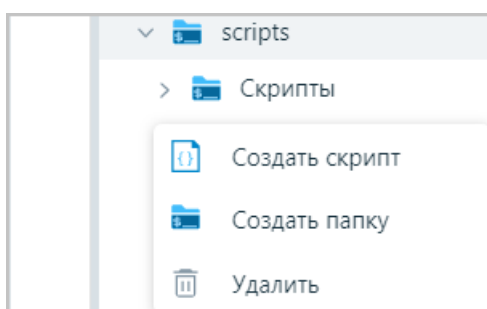 scripts
Скрипты
Создать скрипт
Создать папку
Удалить